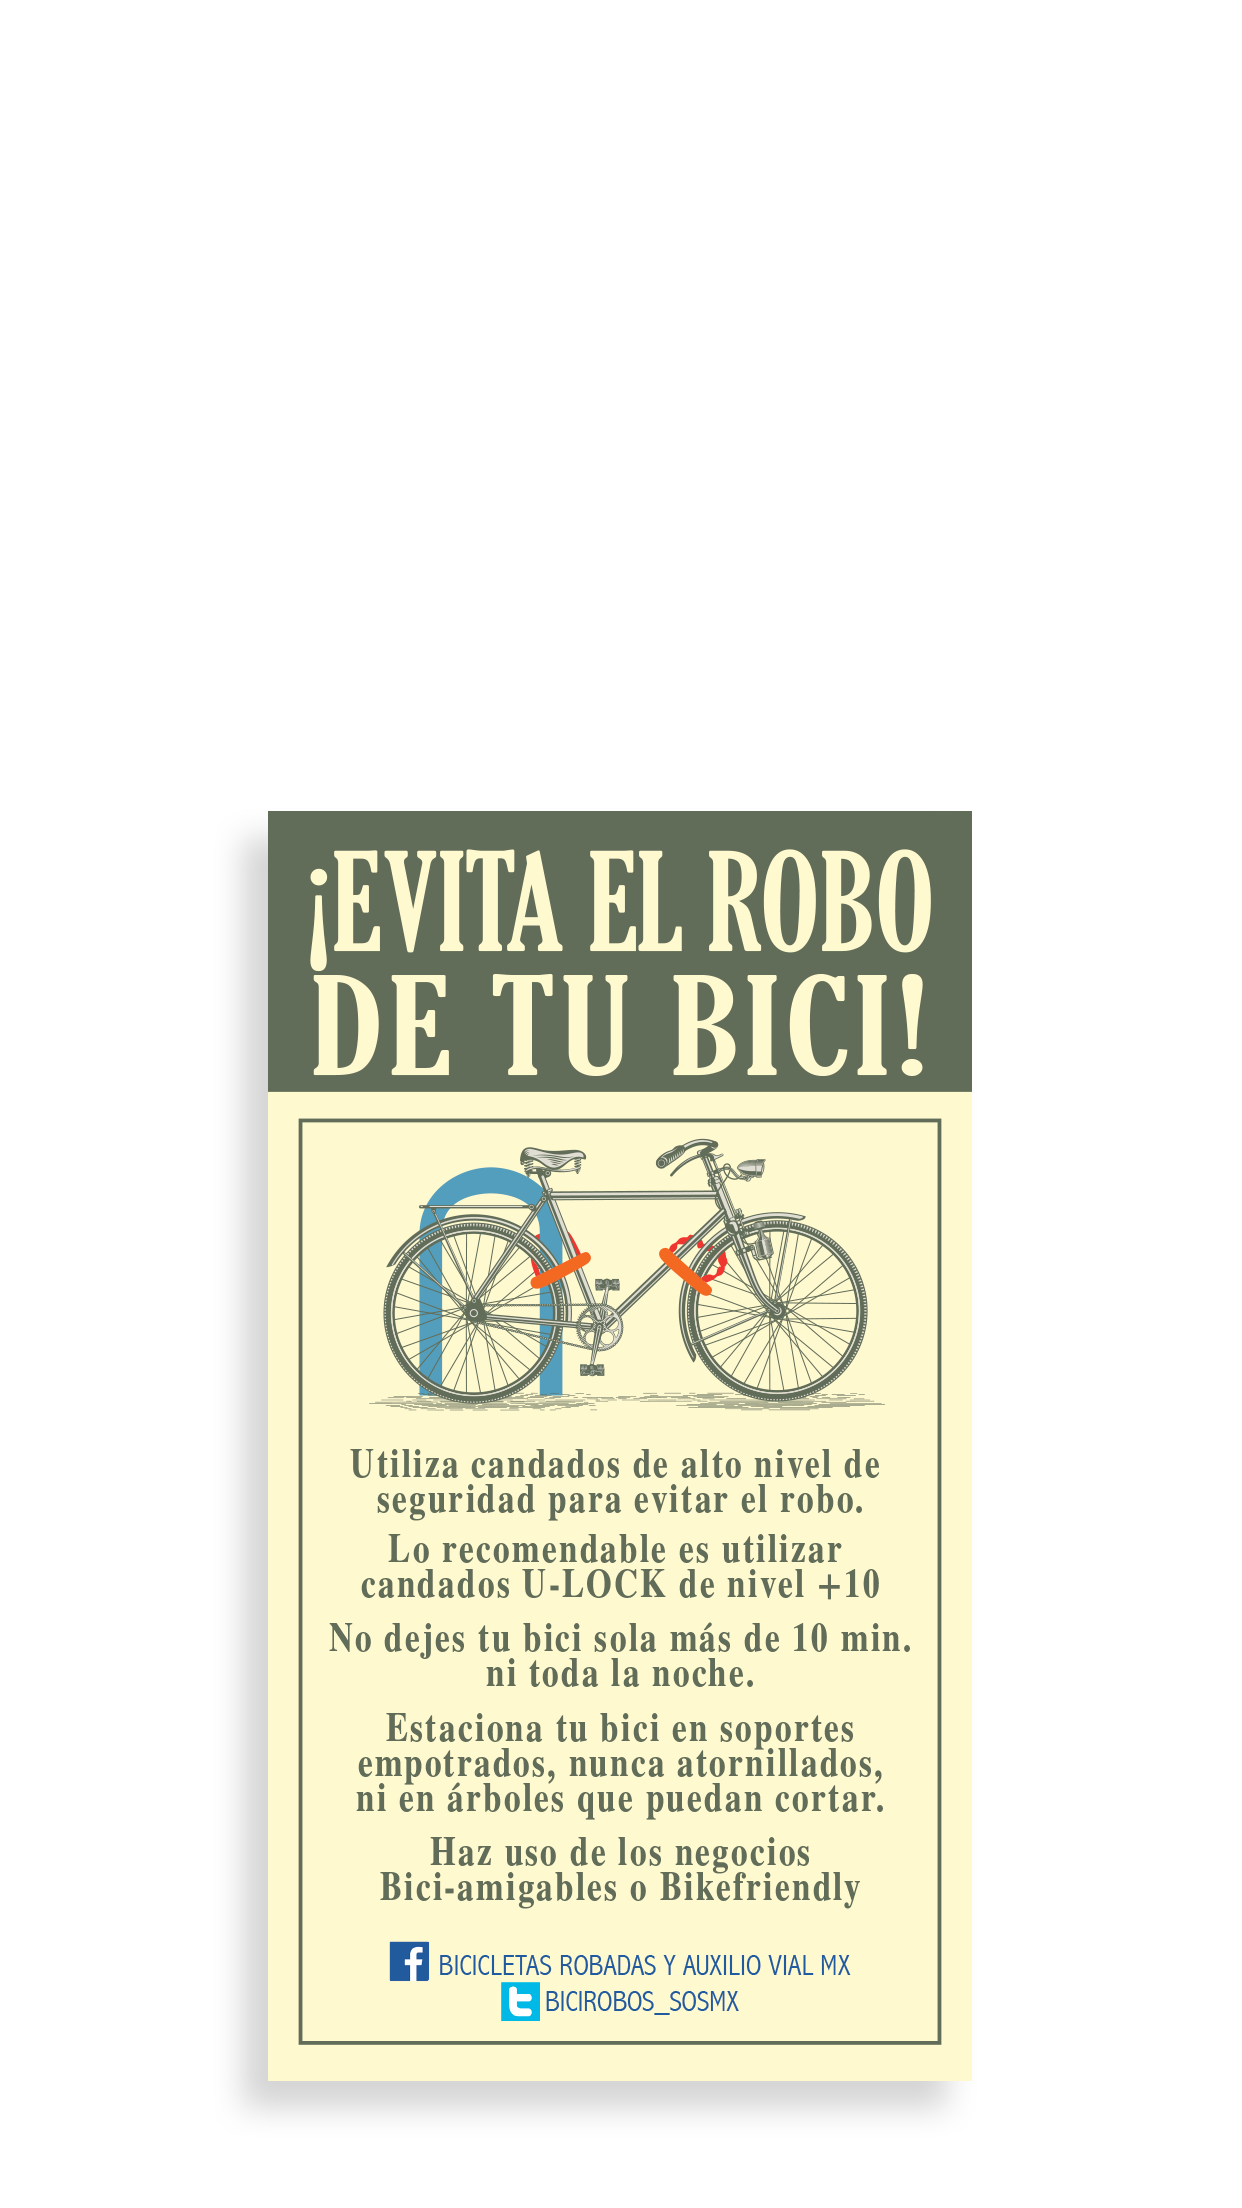 ¡EVITA EL ROBO
DE TU BICI!
Utiliza candados de alto nivel de
seguridad para evitar el robo.
Lo recomendable es utilizar
candados U-LOCK de nivel +10
No dejes tu bici sola más de 10 min.
ni toda la noche.
Estaciona tu bici en soportes
empotrados, nunca atornillados,
ni en árboles que puedan cortar.
Haz uso de los negocios
Bici-amigables o Bikefriendly
BICICLETAS ROBADAS Y AUXILIO VIAL MX
BICIROBOS_SOSMX